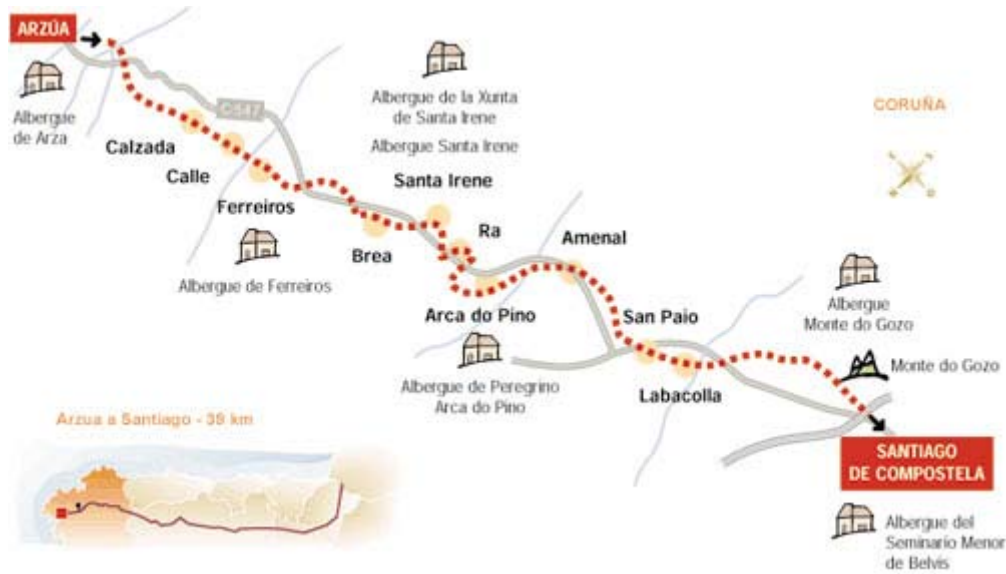 ARZÚA
Albergue
de Arza
C-547
Albergue de la Xunta
de Santa Irene
Albergue Santa Irene
CORUÑA
Calzada
Calle
Ferreiros
Albergue de Ferreiros
Santa Irene
Brea
Ra
Amenal
Arca do Pino
Albergue de Peregrino
Arca do Pino
San Paio
Labacolla
Albergue
Monte do Gozo
Monte do Gozo
SANTIAGO
DE COMPOSTELA
Albergue del
Seminario Menor
de Belvis
Arzua a Santiago - 39 km